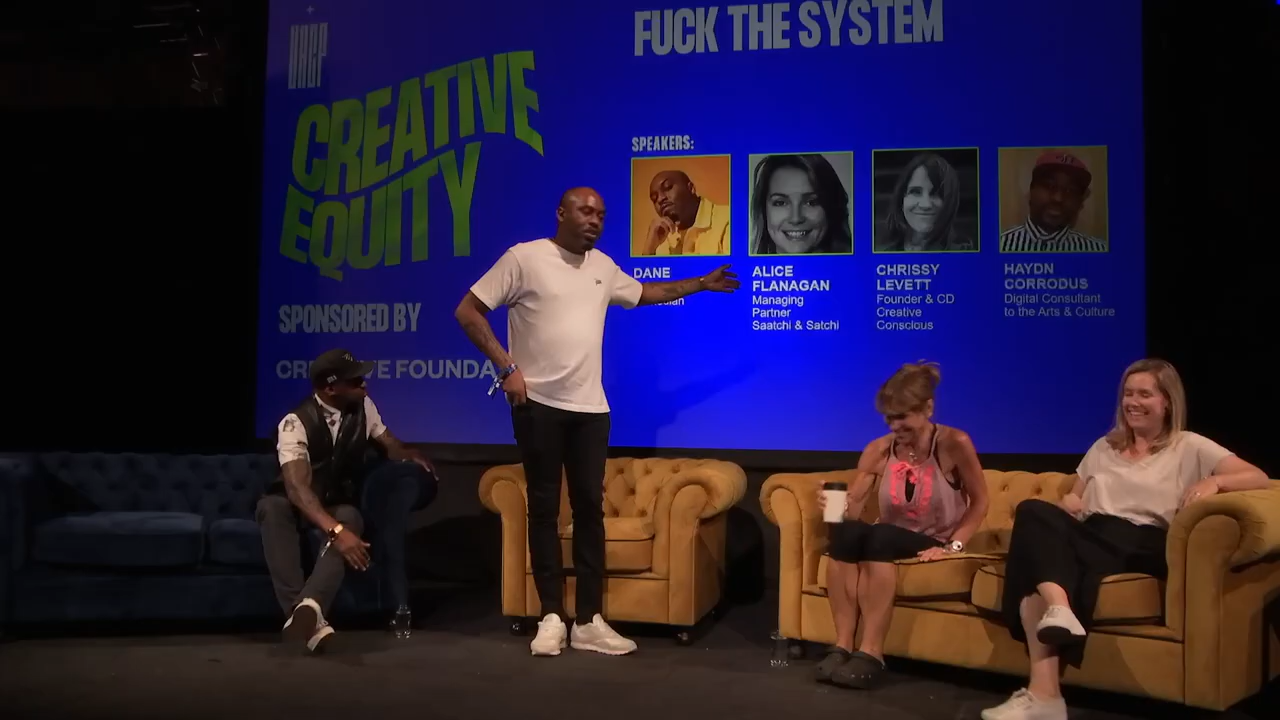 FUCK THE SYSTEM
CREATIVE
EQUITY
SPONSORED BY
SPEAKERS:
DANE
ALICE
FLANAGAN
Managing
Partner
Saatchi & Satchi
CHRISSY
LEVETT
Founder & CD
Creative
Conscious
HAYDN
CORRODUS
Digital Consultant
to the Arts & Culture